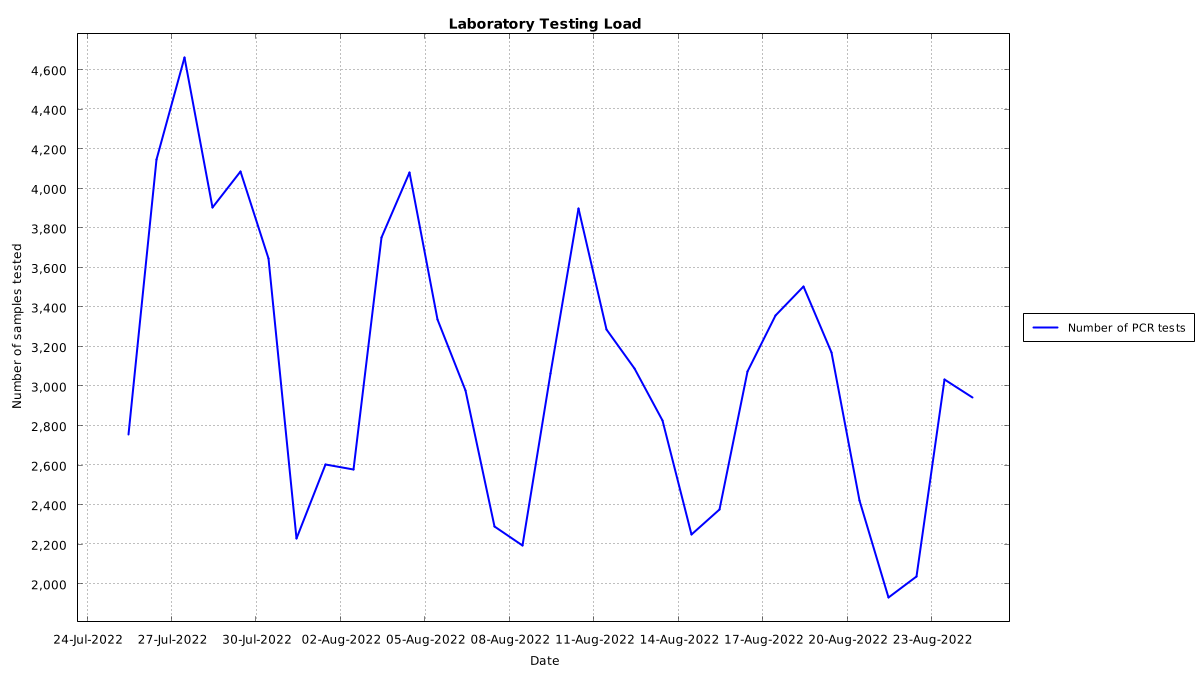 Laboratory Testing Load
Number of samples tested
4,600
4,400
4,200
4,000
3,800
3,600
3,400
3,200
3,000
2,800
2,600
2,400
2,200
2,000
24-Jul-2022 27-Jul-2022 30-Jul-2022 02-Aug-2022 05-Aug-2022 08-Aug-2022 11-Aug-2022 14-Aug-2022 17-Aug-2022 20-Aug-2022 23-Aug-2022
Date
Number of PCR tests